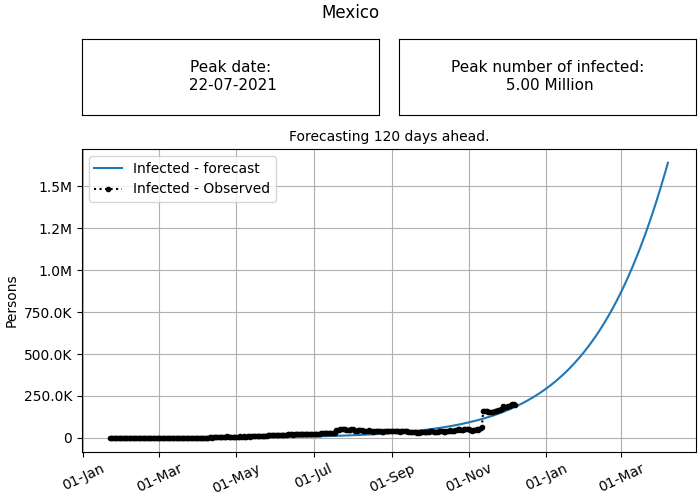 Mexico
Peak date:
22-07-2021
Peak number of infected:
5.00 Million
Forecasting 120 days ahead.
Infected - forecast
Infected - Observed
Persons
1.5M
1.2M
1.0M
750.0K
500.0K
250.0K
0
01-Jan
01-Mar
01-May
01-Jul
01-Sep
01-Nov
01-Jan
01-Mar